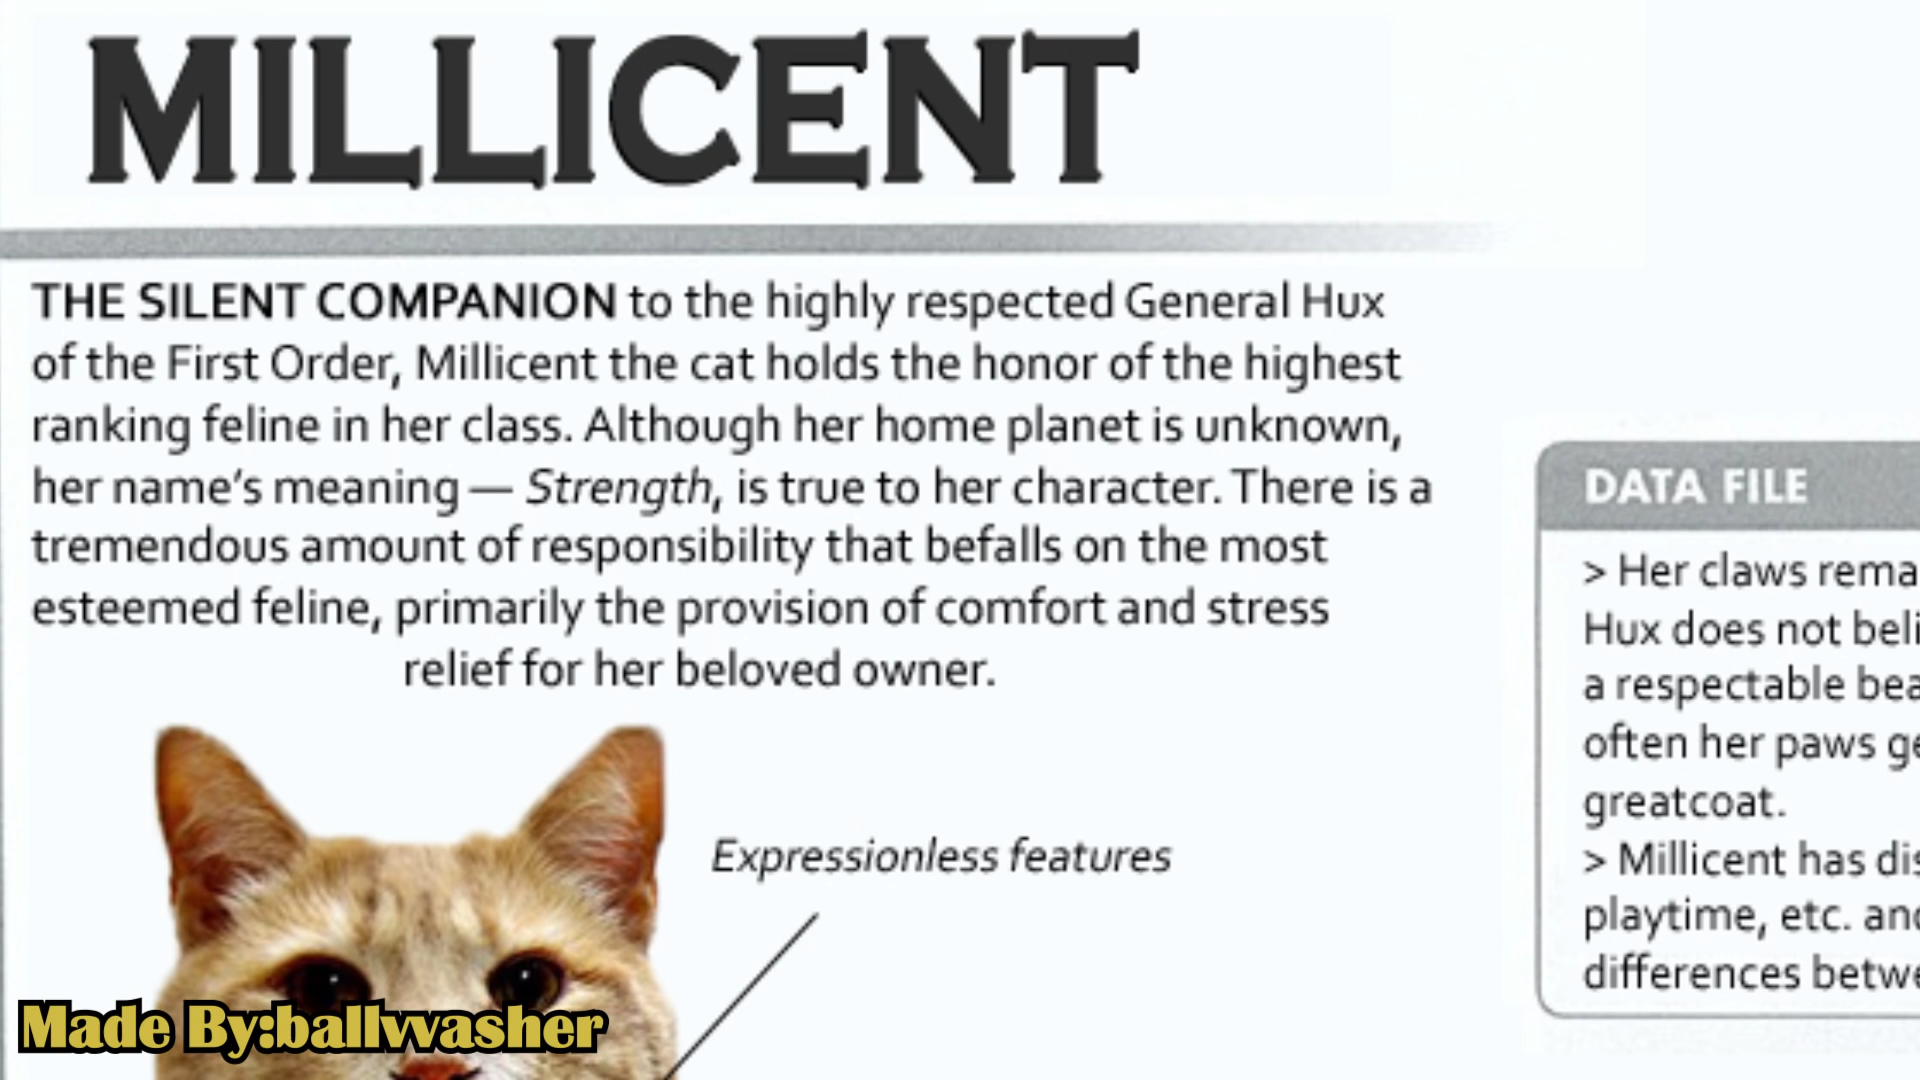 MILLICENT
THE SILENT COMPANION to the highly respected General Hux
of the First Order, Millicent the cat holds the honor of the highest
ranking feline in her class. Although her home planet is unknown,
her name's meaning — Strength, is true to her character. There is a
tremendous amount of responsibility that befalls on the most
esteemed feline, primarily the provision of comfort and stress
relief for her beloved owner.
Expressionless features
DATA FILE
> Her claws rema
Hux does not beli
a respectable bea
often her paws ge
greatcoat.
> Millicent has dis
playtime, etc. and
differences betwe
Made By:ballwasher